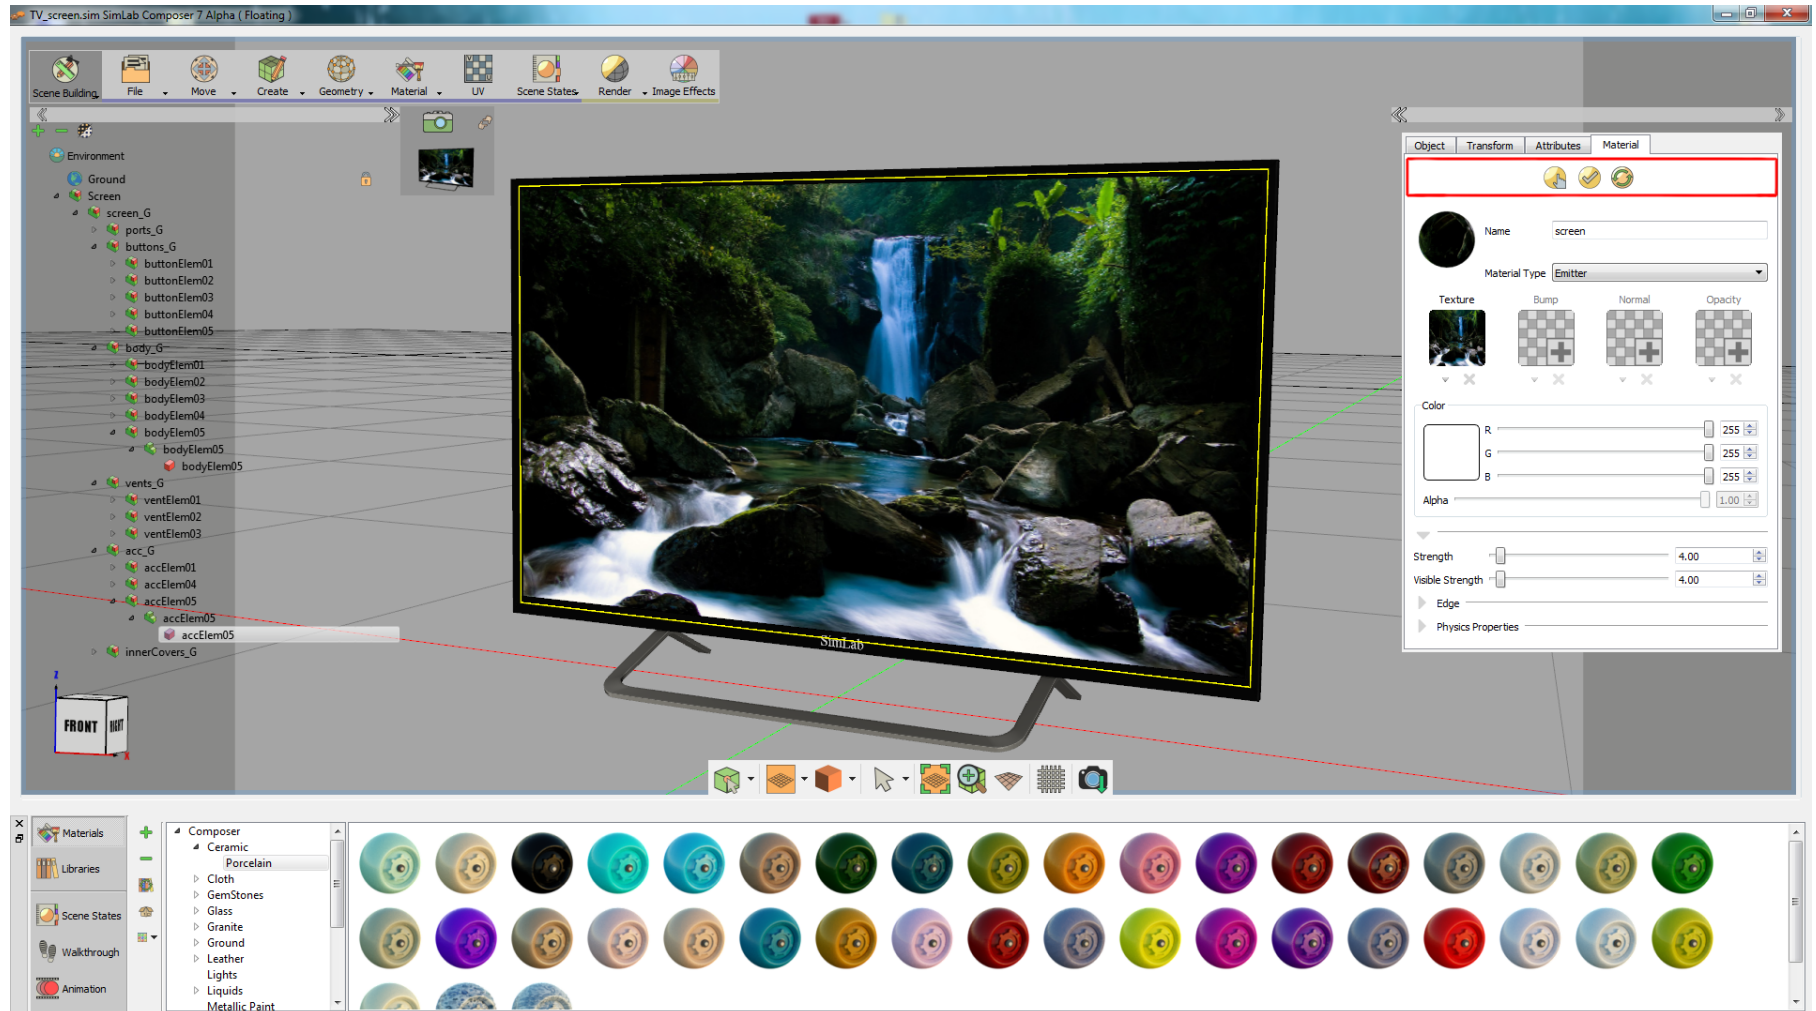 TV_screen.sim SimLab Composer 7 Alpha ( Floating )
Scene Building File Move Create Geometry Material UV Scene States Render Image Effects
Environment
Ground
Screen
screen_G
ports_G
buttons_G
buttonElem01
buttonElem02
buttonElem03
buttonElem04
buttonElem05
body_G
bodyElem01
bodyElem02
bodyElem03
bodyElem04
bodyElem05
bodyElem05
bodyElem05
vents_G
ventElem01
ventElem02
ventElem03
acc_G
accElem01
accElem04
accElem05
accElem05
accElem05
innerCovers_G
Z
FRONT RIGHT
X
SimLab
Object Transform Attributes Material
Name screen
Material Type Emitter
Texture Bump Normal Opacity
Color
R 255
G 255
B 255
Alpha 1.00
Strength 4.00
Visible Strength 4.00
Edge
Physics Properties
Materials
Libraries
Scene States
Walkthrough
Animation
Composer
Ceramic
Porcelain
Cloth
GemStones
Glass
Granite
Ground
Leather
Lights
Liquids
Metallic Paint